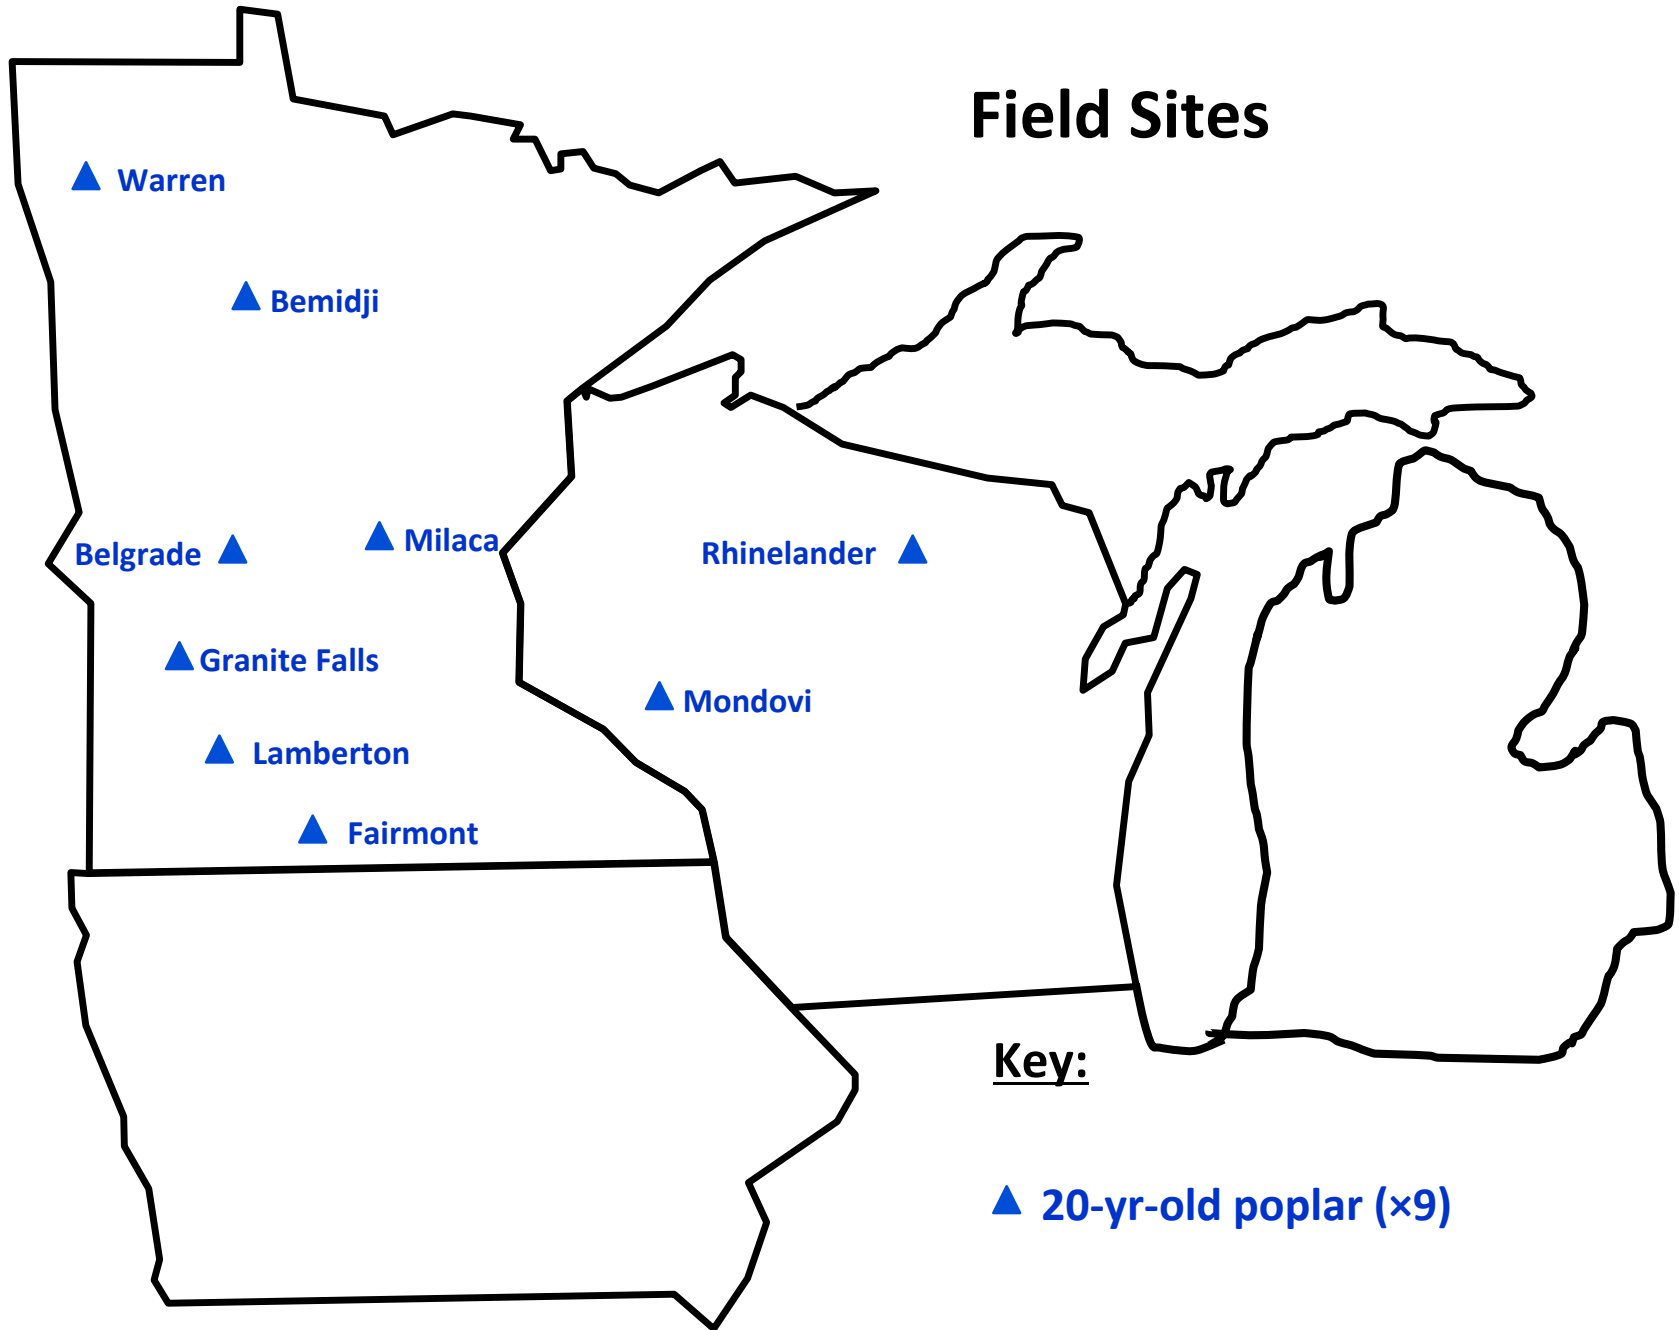 Field Sites
Warren
Bemidji
Milaca
Belgrade
Rhinelander
Granite Falls
Mondovi
Lamberton
Fairmont
Key:
20-yr-old poplar (×9)